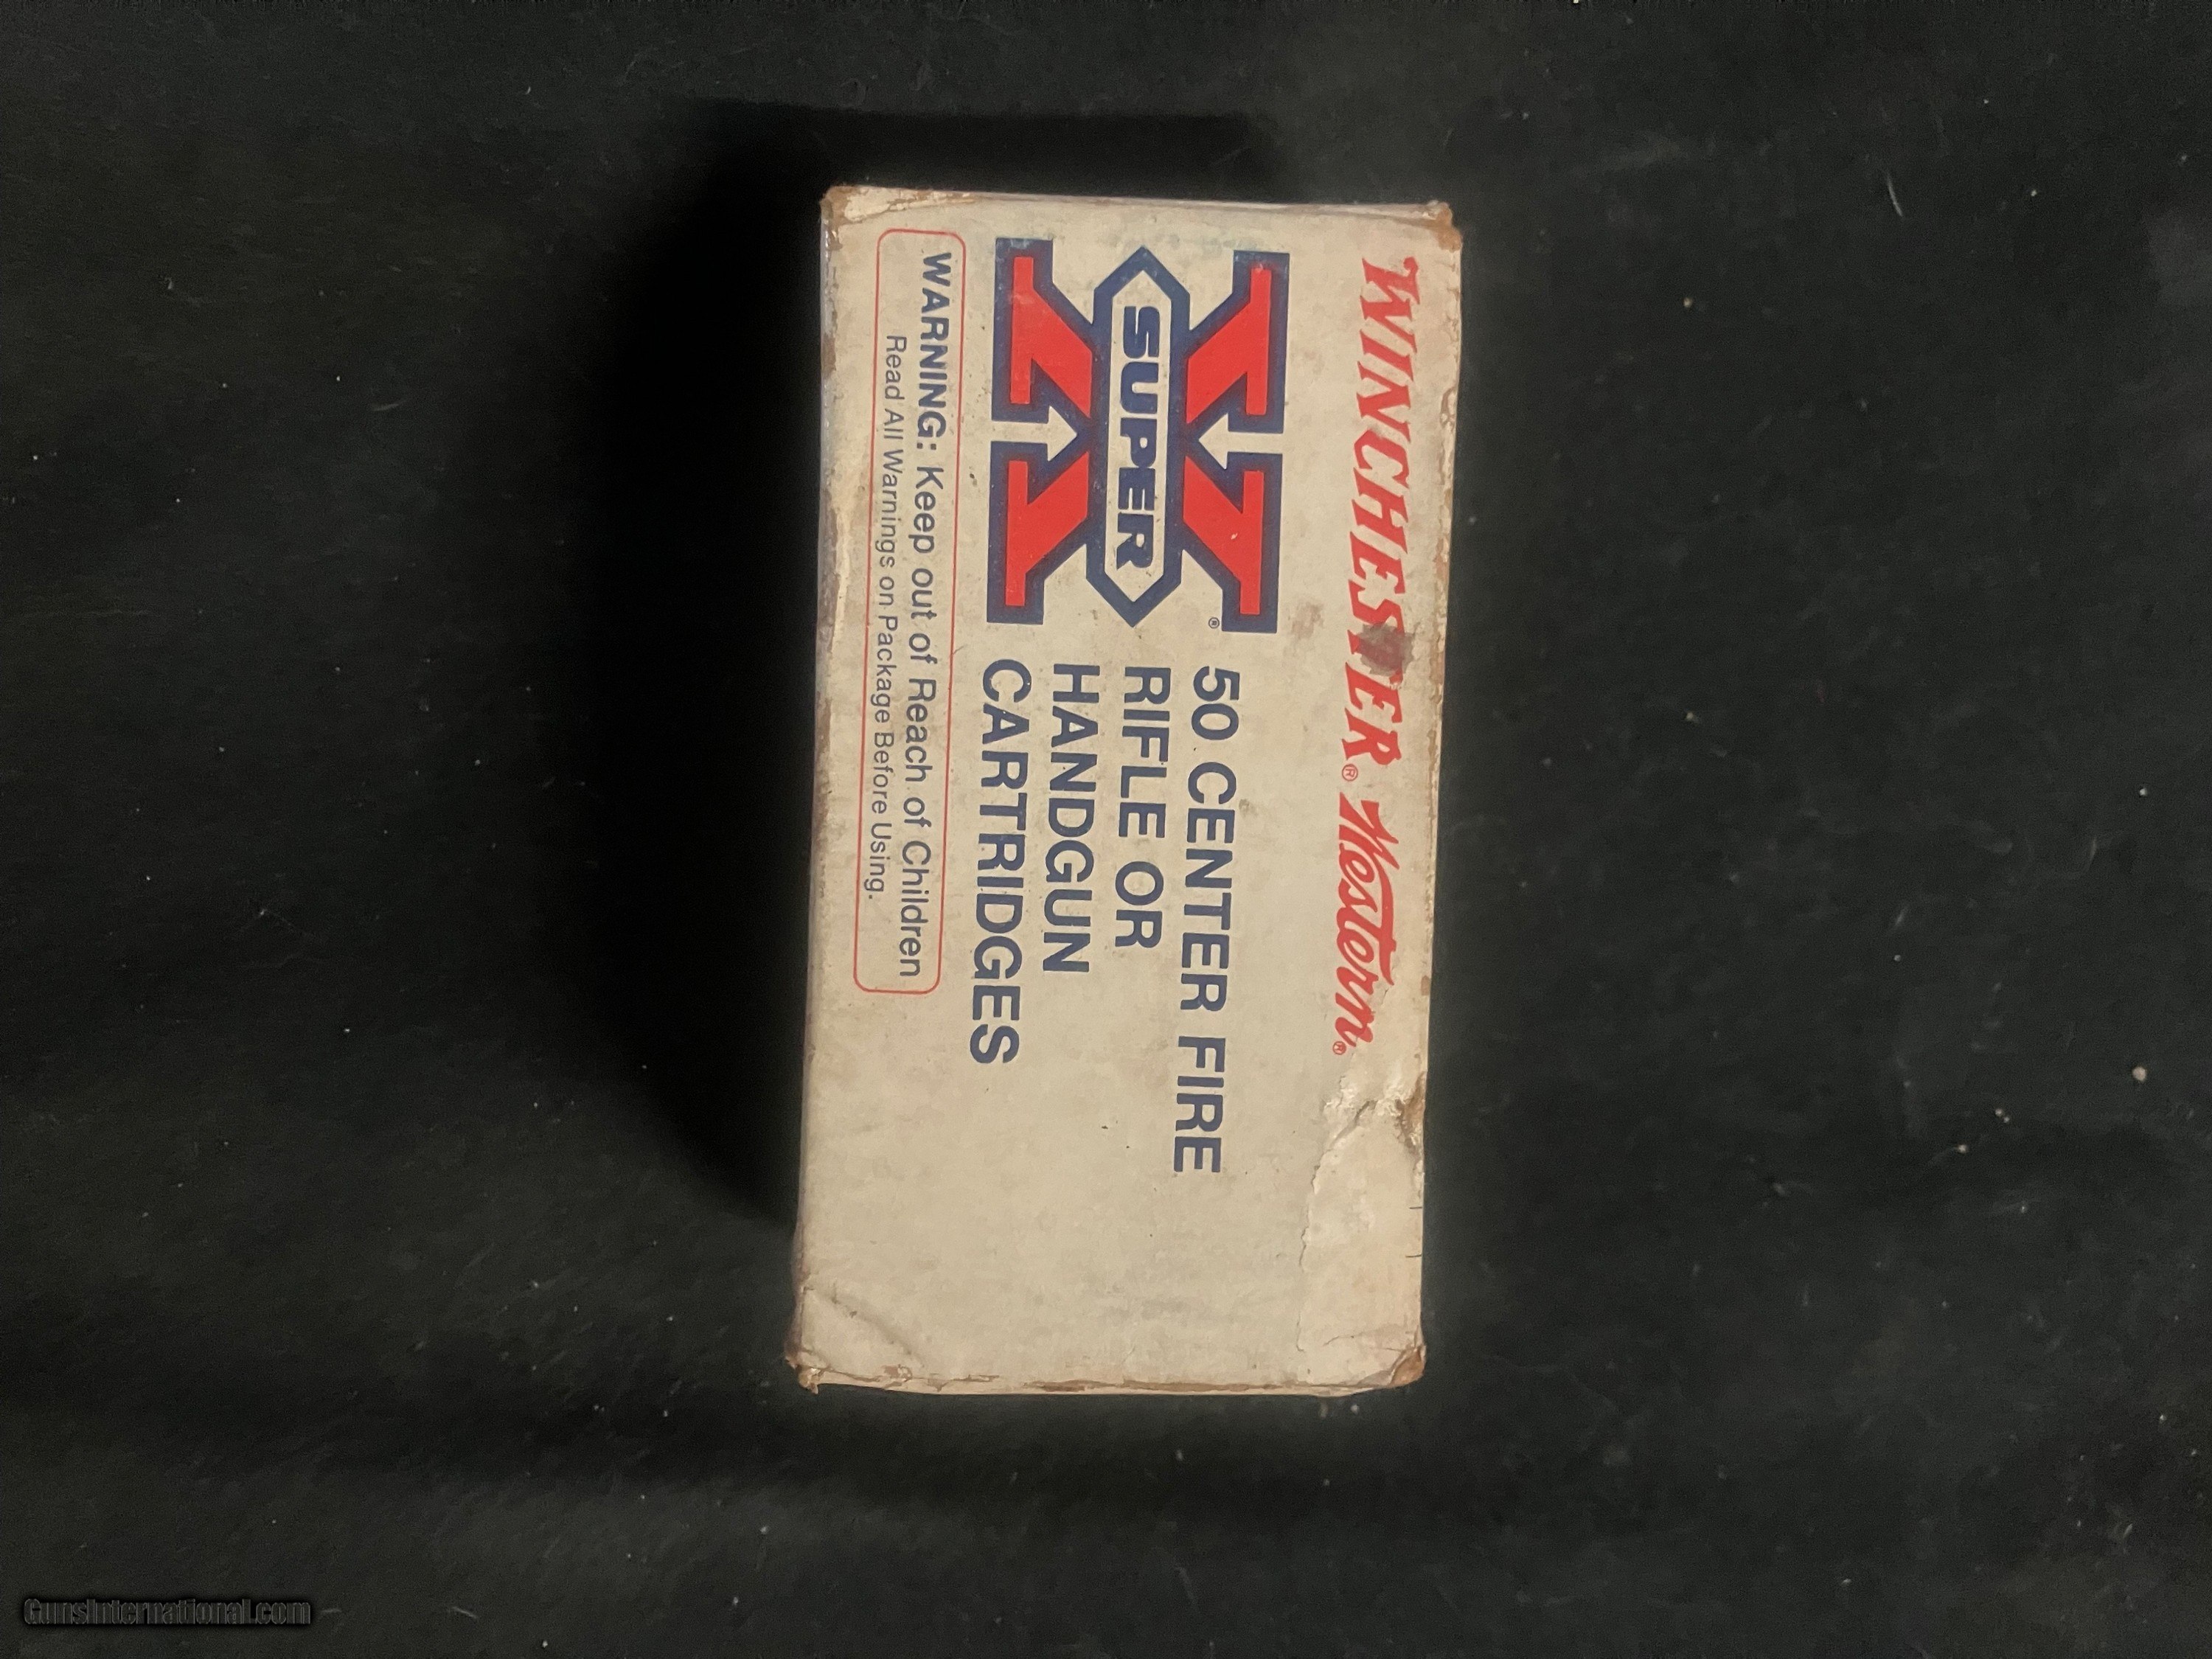 WINCHESTER® Western®
SUPER X®
50 CENTER FIRE
RIFLE OR
HANDGUN
CARTRIDGES
WARNING: Keep out of Reach of Children
Read All Warnings on Package Before Using.
GunsInternational.com